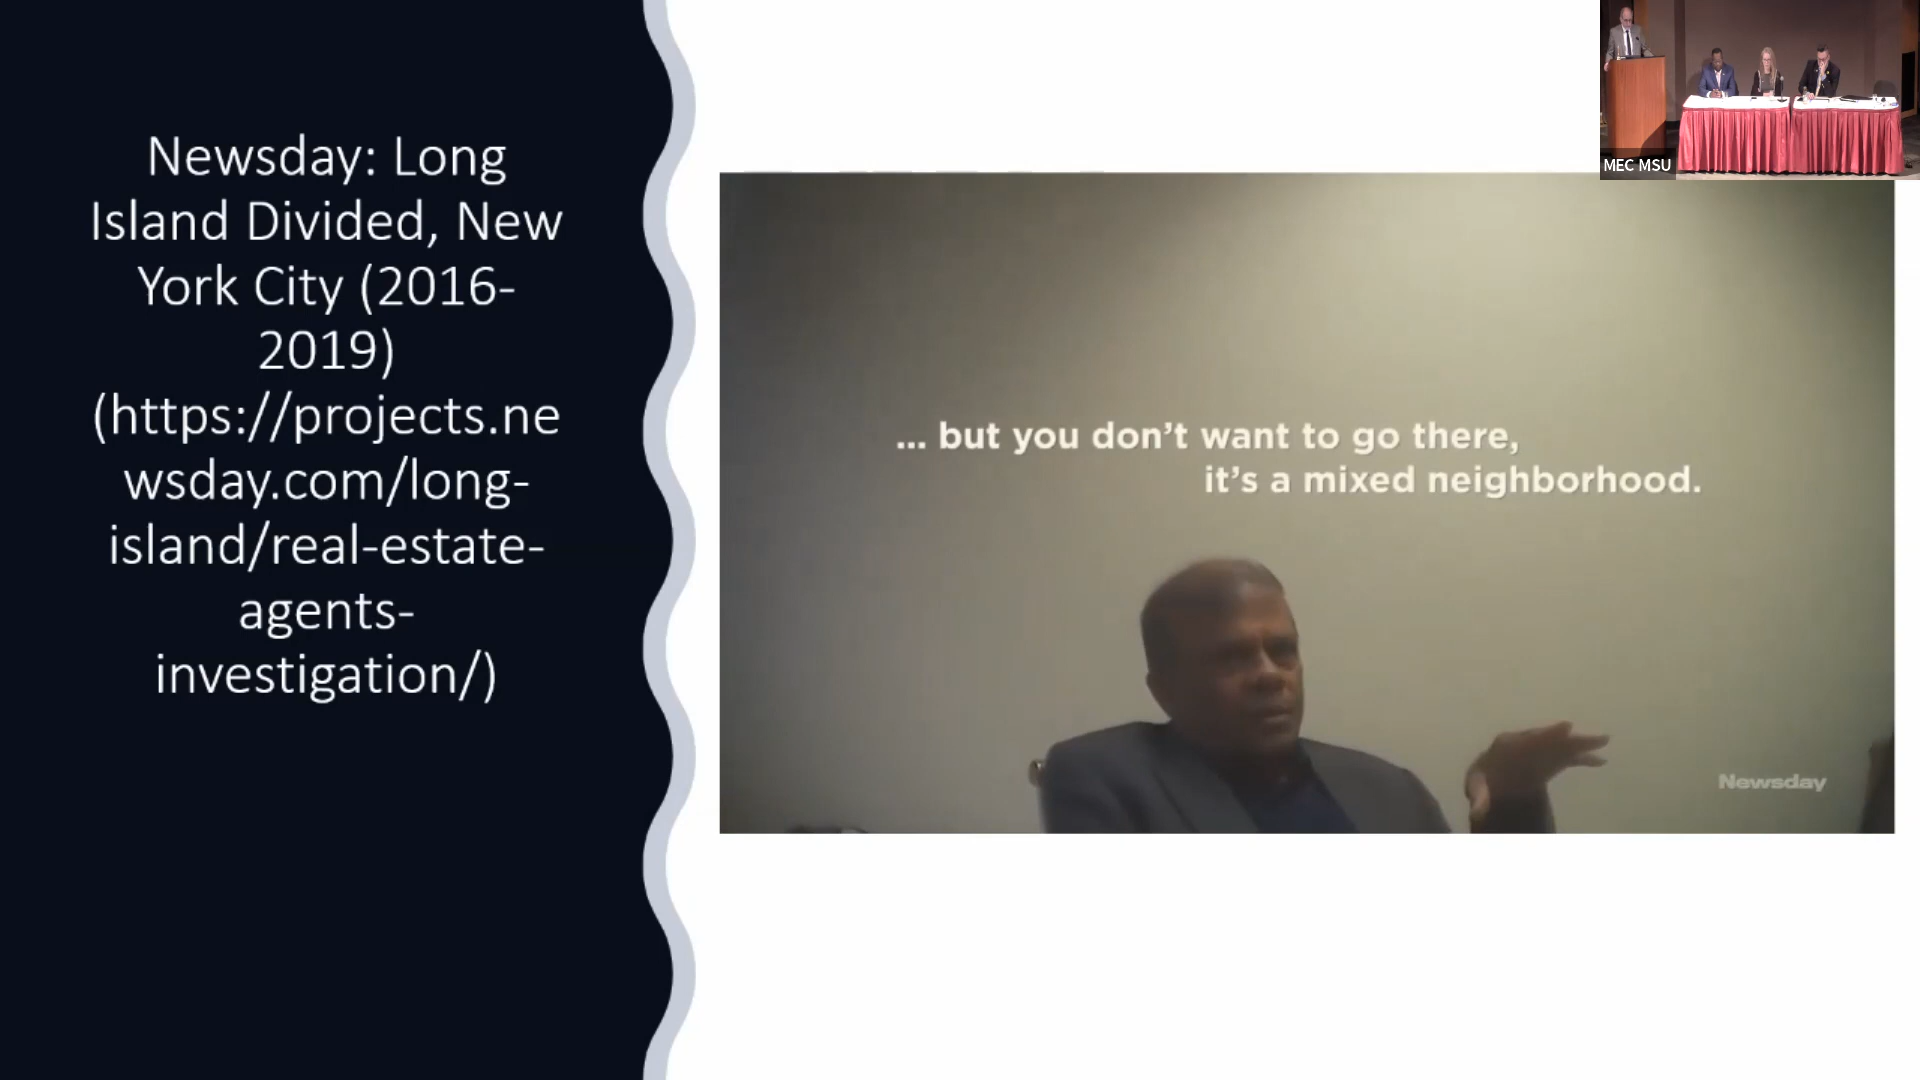 Newsday: Long
Island Divided, New
York City (2016-
2019)
(https://projects.ne
wsday.com/long-
island/real-estate-
agents-
investigation/)
... but you don't want to go there,
it's a mixed neighborhood.
Newsday
MEC MSU